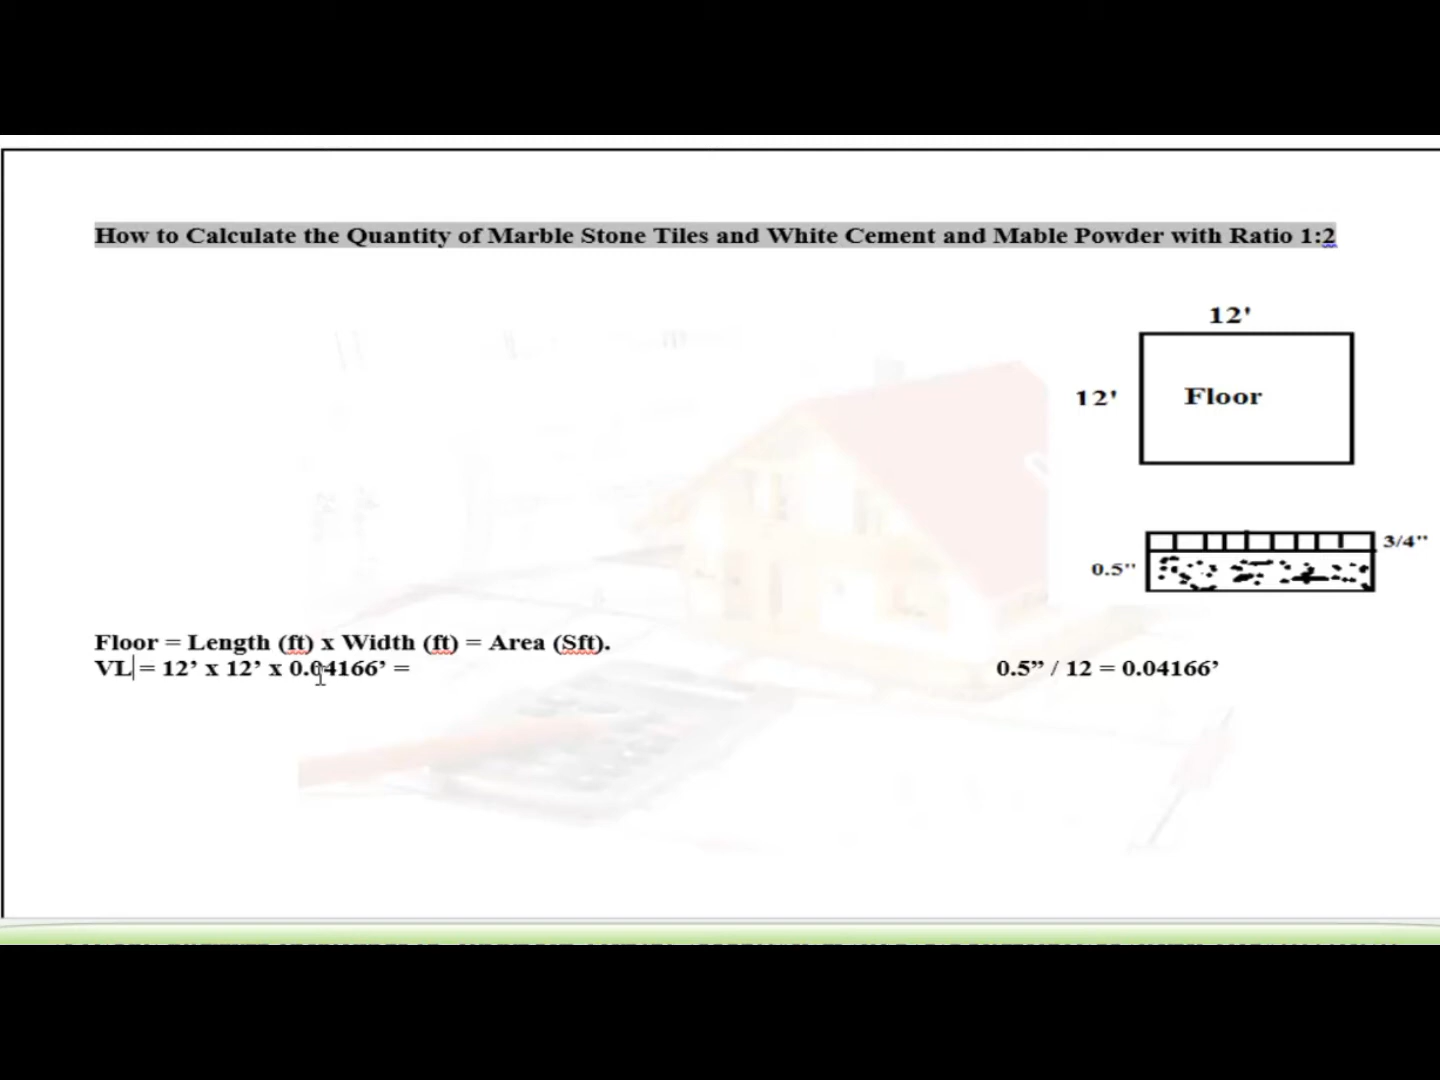 How to Calculate the Quantity of Marble Stone Tiles and White Cement and Mable Powder with Ratio 1:2
12'
12'
Floor
3/4"
0.5"
Floor = Length (ft) x Width (ft) = Area (Sft).
VL = 12’ x 12’ x 0.04166’ =
0.5” / 12 = 0.04166’